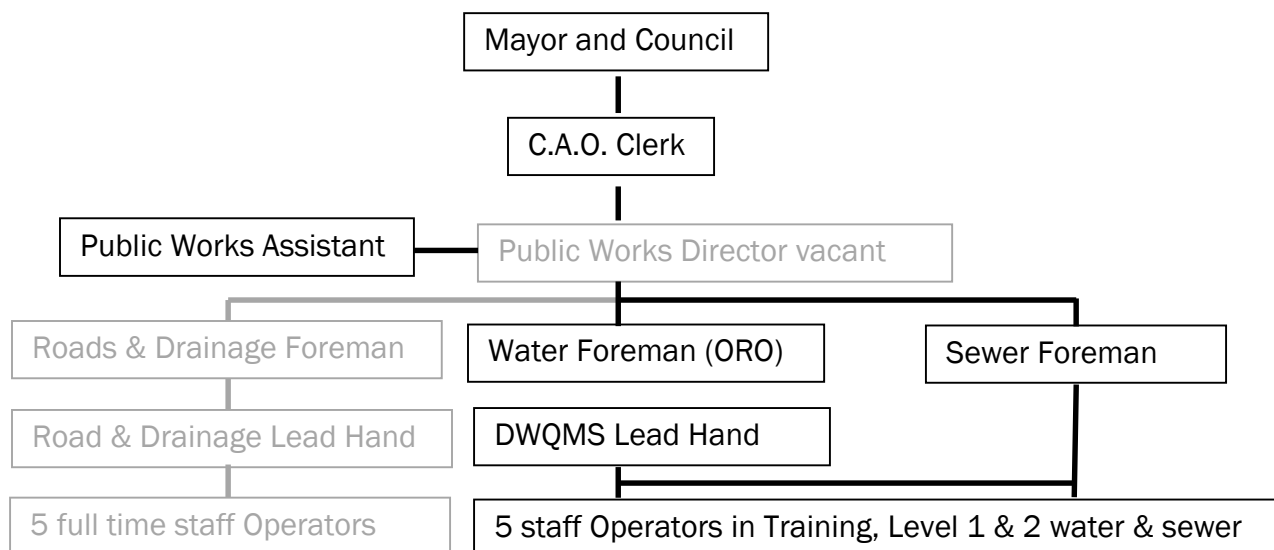 Mayor and Council
C.A.O. Clerk
Public Works Assistant
Public Works Director vacant
Roads & Drainage Foreman
Water Foreman (ORO)
Sewer Foreman
Road & Drainage Lead Hand
DWQMS Lead Hand
5 full time staff Operators
5 staff Operators in Training, Level 1 & 2 water & sewer